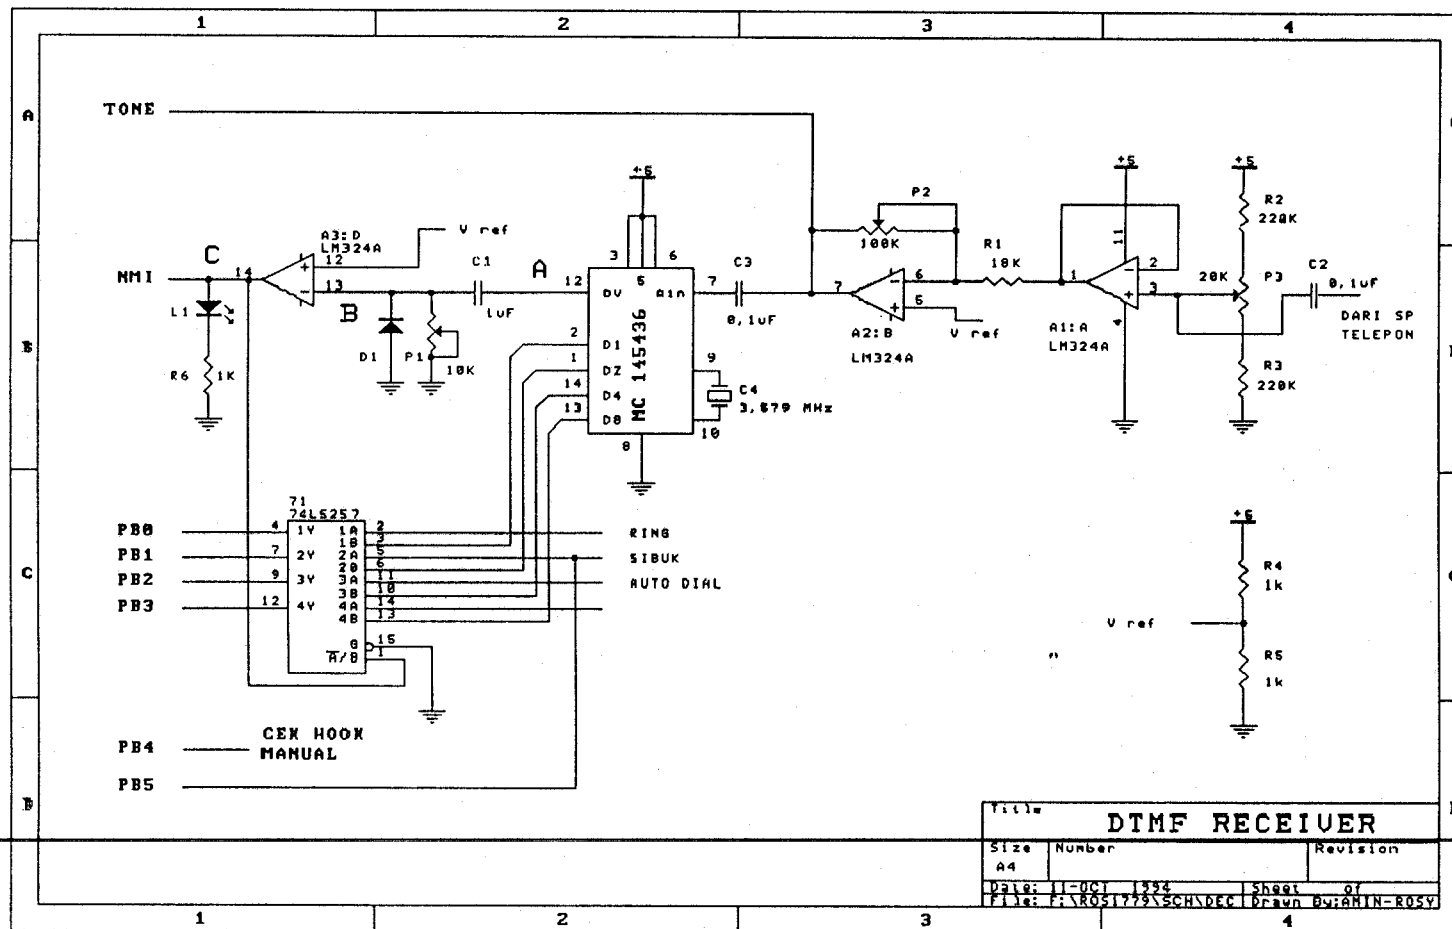 1 2 3 4
A
TONE
+5
+5
+5
P2
R2
220K
A3:D
LM324A
V ref
100K
R1
18K
C
12
C1
A
3
6
5
C3
6
11
2
20K
P3
C2
NMI
14
13
12
DV
Ain
7
7
5
1
3
0,1uF
L1
B
1uF
0,1uF
V ref
4
DARI SP
TELEPON
2
D1
A2:B
LM324A
A1:A
LM324A
B
D1
P1
10K
1
D2
MC 145436
9
R3
220K
R6
1K
14
D4
C4
3,579 MHz
13
D8
10
8
71
74LS257
+5
PB0
4
1Y
1A
2
RING
1B
3
PB1
7
2Y
2A
5
SIBUK
2B
6
C
PB2
9
3Y
3A
11
AUTO DIAL
R4
1k
3B
10
PB3
12
4Y
4A
14
4B
13
V ref
G
15
R5
1k
A/B
1
PB4
CEK HOOK
MANUAL
PB5
D
Title
DTMF RECEIVER
Size
Number
Revision
A4
Date: 11-OCT 1994
Sheet of
File: F:\ROSI779\SCH\DEC
Drawn By:AMIN-ROSY
1 2 3 4